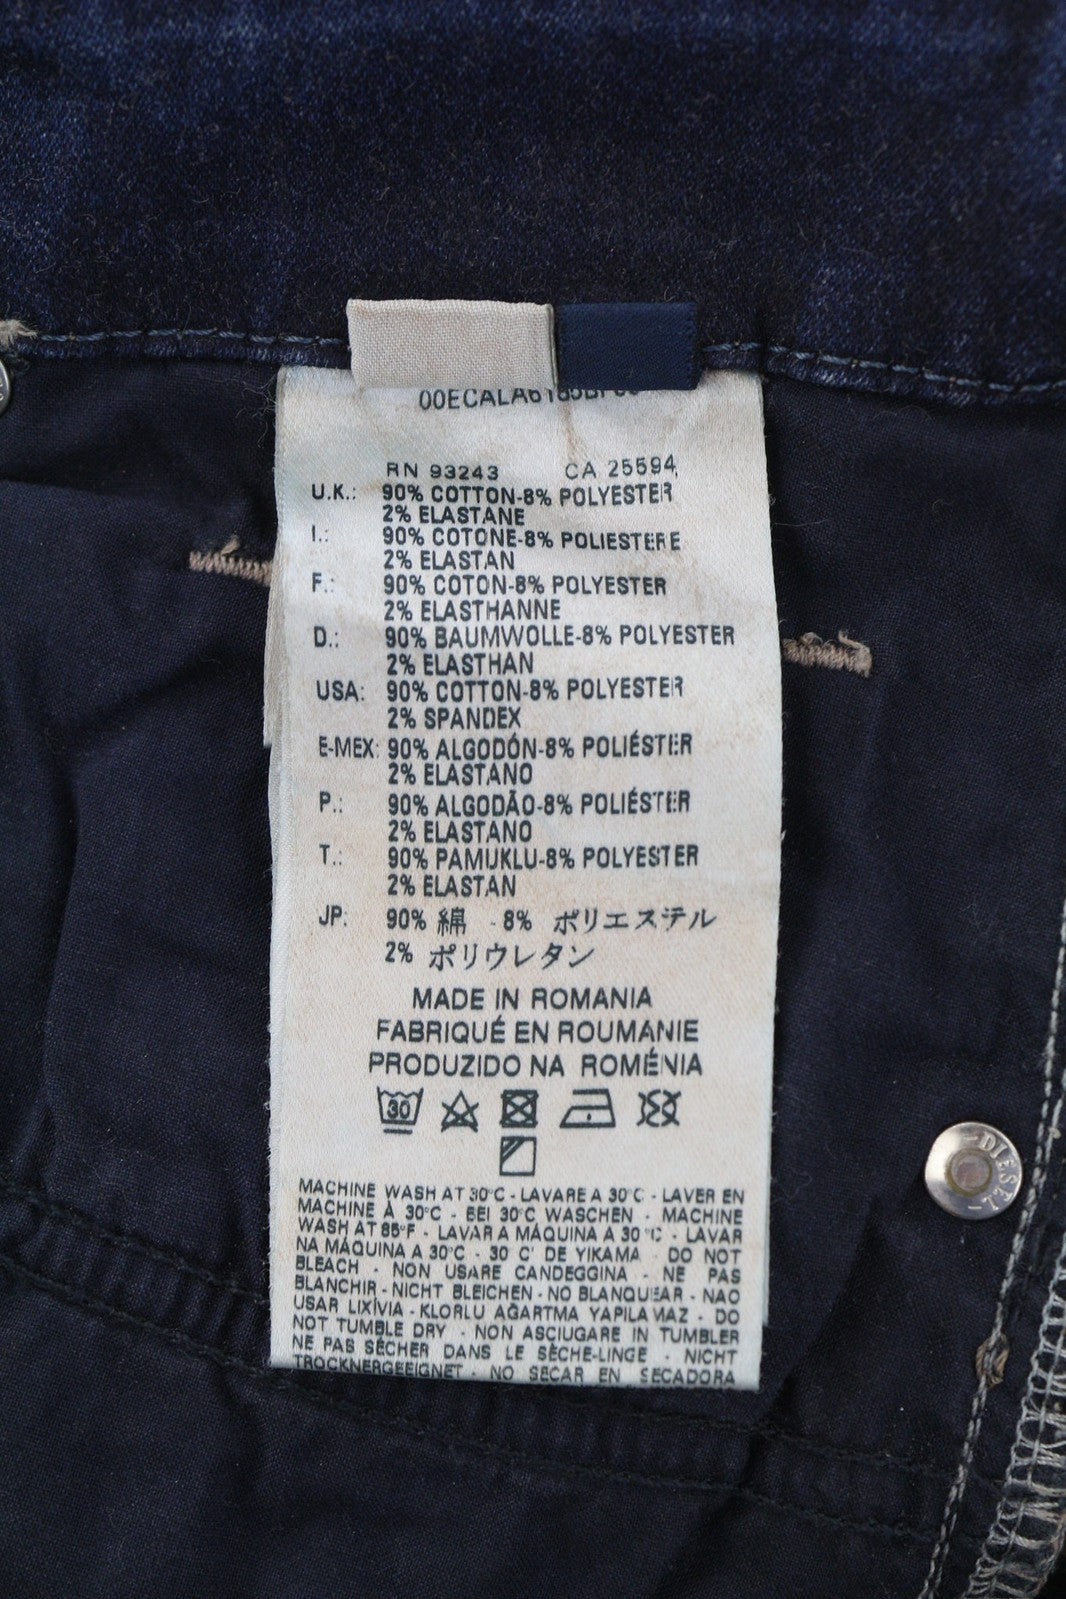 RN 93243 CA 25594
U.K.: 90% COTTON-8% POLYESTER
2% ELASTANE
I.: 90% COTONE-8% POLIESTERE
2% ELASTAN
F.: 90% COTON-8% POLYESTER
2% ELASTHANNE
D.: 90% BAUMWOLLE-8% POLYESTER
2% ELASTHAN
USA: 90% COTTON-8% POLYESTER
2% SPANDEX
E-MEX: 90% ALGODÓN-8% POLIÉSTER
2% ELASTANO
P.: 90% ALGODÃO-8% POLIÉSTER
2% ELASTANO
T.: 90% PAMUKLU-8% POLYESTER
2% ELASTAN
JP: 90% 綿 - 8% ポリエステル
2% ポリウレタン
MADE IN ROMANIA
FABRIQUÉ EN ROUMANIE
PRODUZIDO NA ROMÉNIA
30
MACHINE WASH AT 30°C - LAVARE A 30°C - LAVER EN
MACHINE À 30°C - BEI 30°C WASCHEN - MACHINE
WASH AT 85°F - LAVAR A MÁQUINA A 30°C - LAVAR
NA MÁQUINA A 30°C - 30 C' DE YIKAMA - DO NOT
BLEACH - NON USARE CANDEGGINA - NE PAS
BLANCHIR - NICHT BLEICHEN - NO BLANQUEAR - NAO
USAR LIXÍVIA - KLORLU AĞARTMA YAPILAMAZ - DO
NOT TUMBLE DRY - NON ASCIUGARE IN TUMBLER
NE PAS SÉCHER DANS LE SÈCHE-LINGE - NICHT
TROCKNERGEEIGNET - NO SECAR EN SECADORA
DIESEL